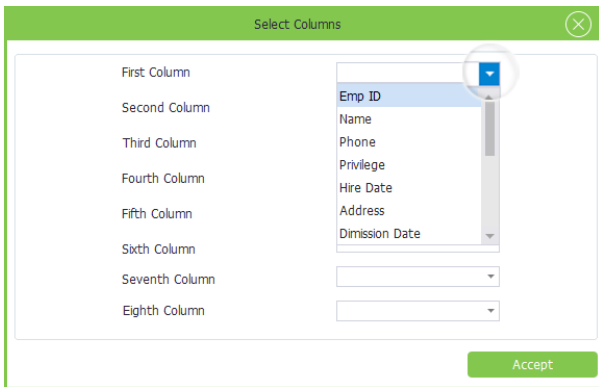 Select Columns
First Column
Emp ID
Second Column
Name
Phone
Third Column
Privilege
Fourth Column
Hire Date
Fifth Column
Address
Dimission Date
Sixth Column
Seventh Column
Eighth Column
Accept